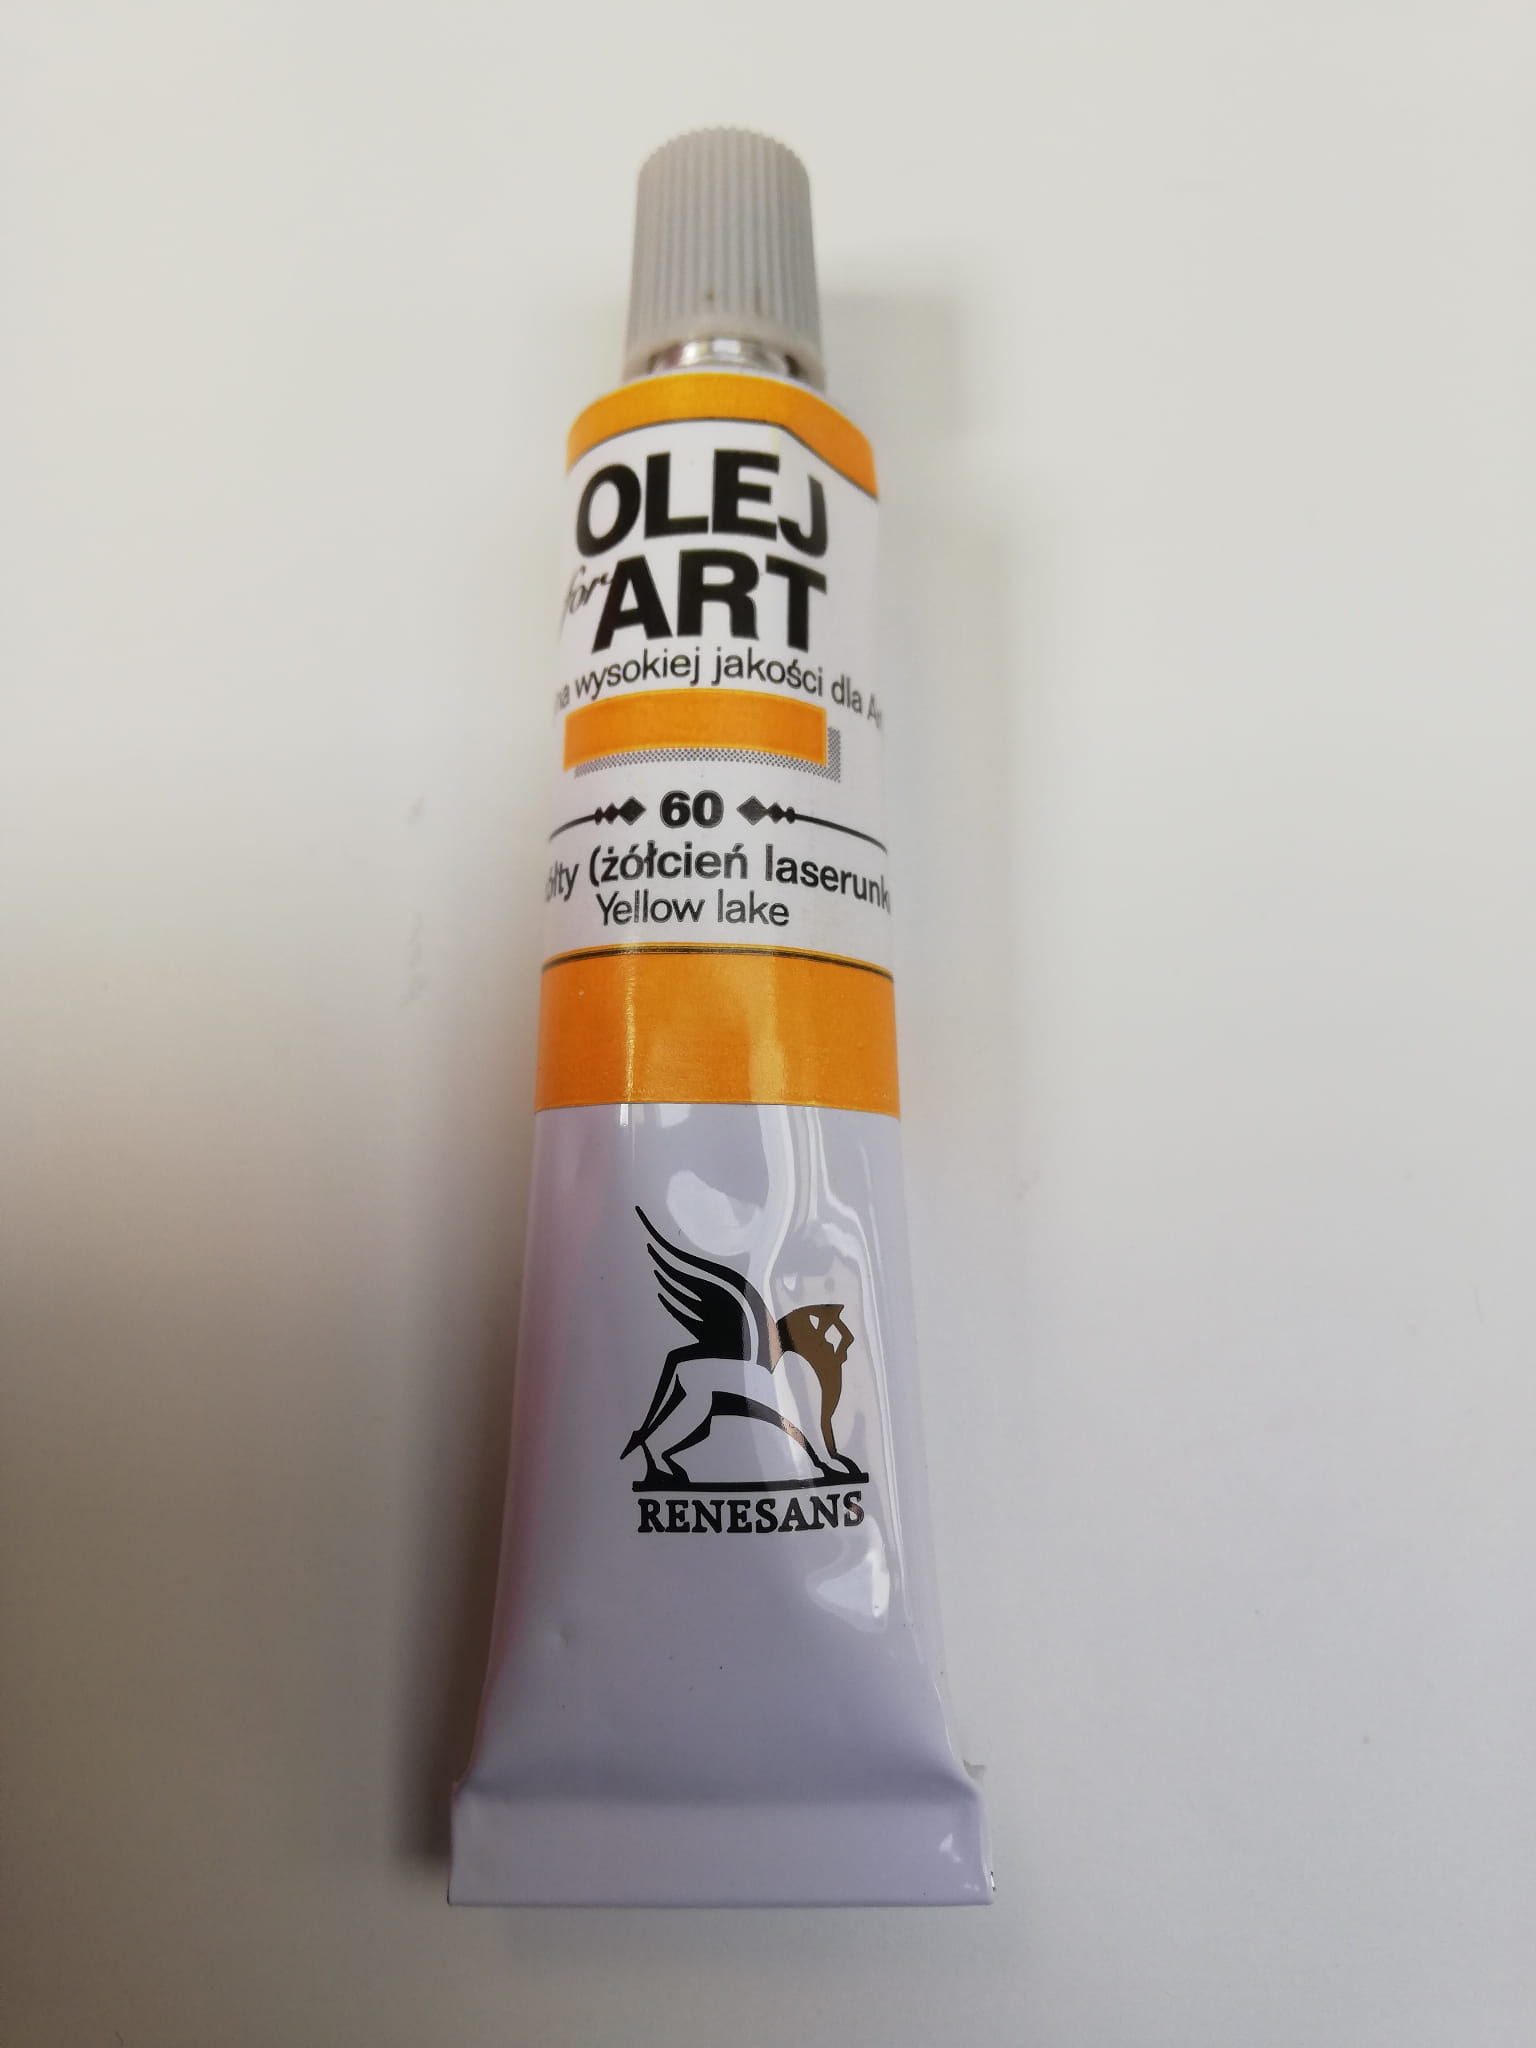 OLEJ
for ART
wysokiej jakości dla
60
(żółcień laserunk
Yellow lake
RENESANS